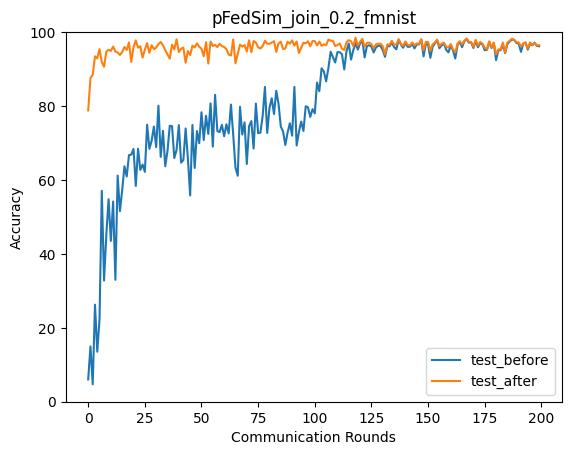 pFedSim_join_0.2_fmnist
100
80
60
40
20
0
Accuracy
0 25 50 75 100 125 150 175 200
Communication Rounds
test_before
test_after